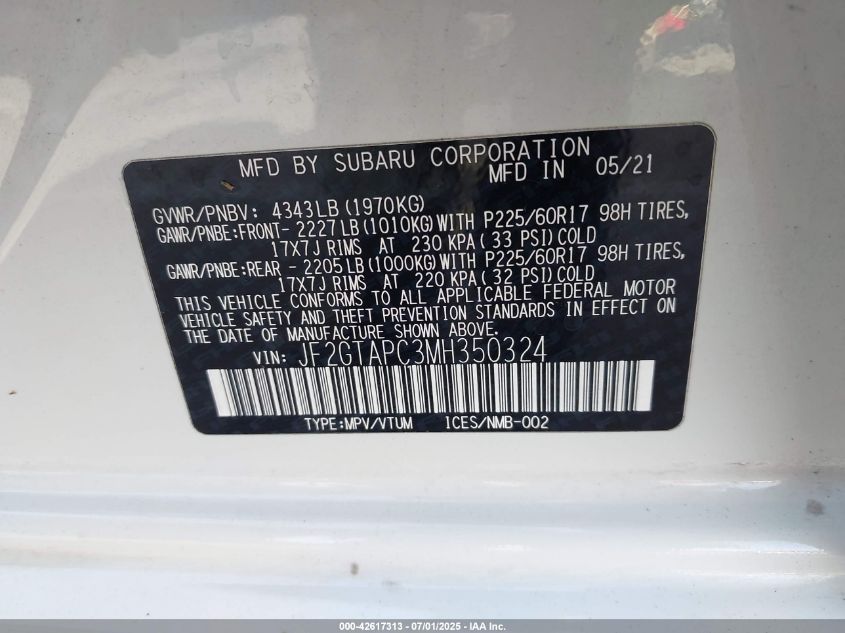 MFD BY SUBARU CORPORATION
MFD IN 05/21
GVWR/PNBV: 4343LB(1970KG)
GAWR/PNBE:FRONT- 2227LB(1010KG)WITH P225/60R17 98H TIRES,
17X7J RIMS AT 230 KPA( 33 PSI)COLD
GAWR/PNBE:REAR - 2205LB(1000KG)WITH P225/60R17 98H TIRES,
17X7J RIMS AT 220 KPA( 32 PSI)COLD
THIS VEHICLE CONFORMS TO ALL APPLICABLE FEDERAL MOTOR
VEHICLE SAFETY AND THEFT PREVENTION STANDARDS IN EFFECT ON
THE DATE OF MANUFACTURE SHOWN ABOVE.
VIN: JF2GTAPC3MH350324
TYPE:MPV/VTUM ICES/NMB-002
000-42617313 - 07/01/2025 - IAA Inc.